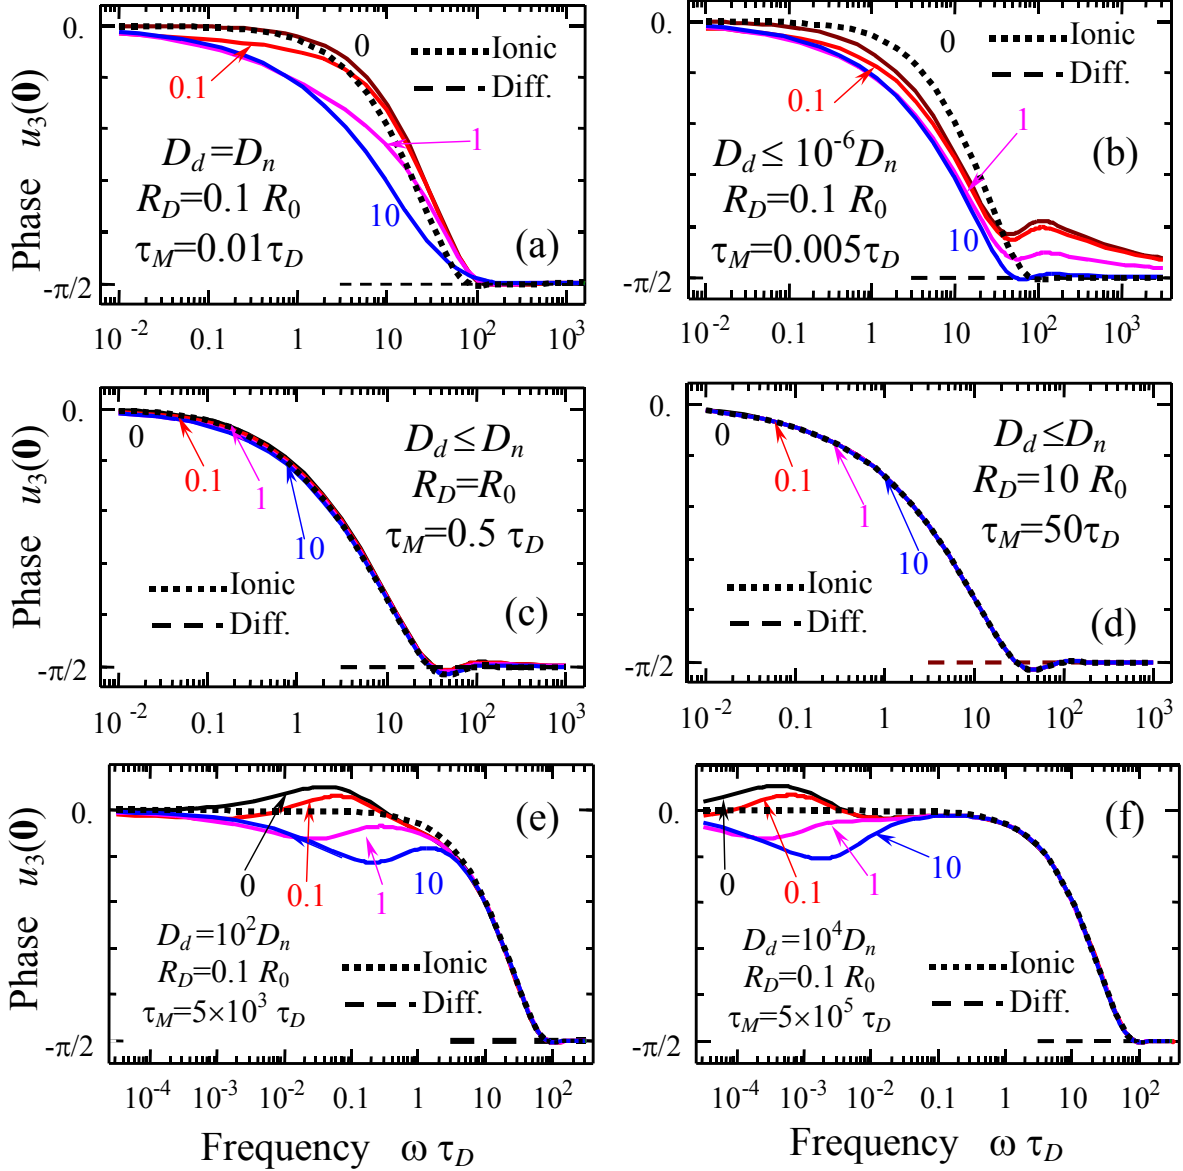 0.
0
Ionic
Diff.
0.1
1
D_d=D_n
R_D=0.1 R_0
τ_M=0.01τ_D
10
(a)
-π/2
10^-2 0.1 1 10 10^2 10^3
Phase u_3(0)
0.
0
Ionic
Diff.
0.1
1
D_d≤10^-6D_n
R_D=0.1 R_0
τ_M=0.005τ_D
10
(b)
-π/2
10^-2 0.1 1 10 10^2 10^3
0.
0
0.1
1
10
D_d≤D_n
R_D=R_0
τ_M=0.5 τ_D
Ionic
Diff.
(c)
-π/2
10^-2 0.1 1 10 10^2 10^3
Phase u_3(0)
0.
0
0.1
1
10
D_d≤D_n
R_D=10 R_0
τ_M=50τ_D
Ionic
Diff.
(d)
-π/2
10^-2 0.1 1 10 10^2 10^3
0.
(e)
0
0.1
1
10
D_d=10^2D_n
R_D=0.1 R_0
τ_M=5×10^3 τ_D
Ionic
Diff.
-π/2
10^-4 10^-3 10^-2 0.1 1 10 10^2
Phase u_3(0)
Frequency ω τ_D
0.
(f)
0
0.1
1
10
D_d=10^4D_n
R_D=0.1 R_0
τ_M=5×10^5 τ_D
Ionic
Diff.
-π/2
10^-4 10^-3 10^-2 0.1 1 10 10^2
Frequency ω τ_D